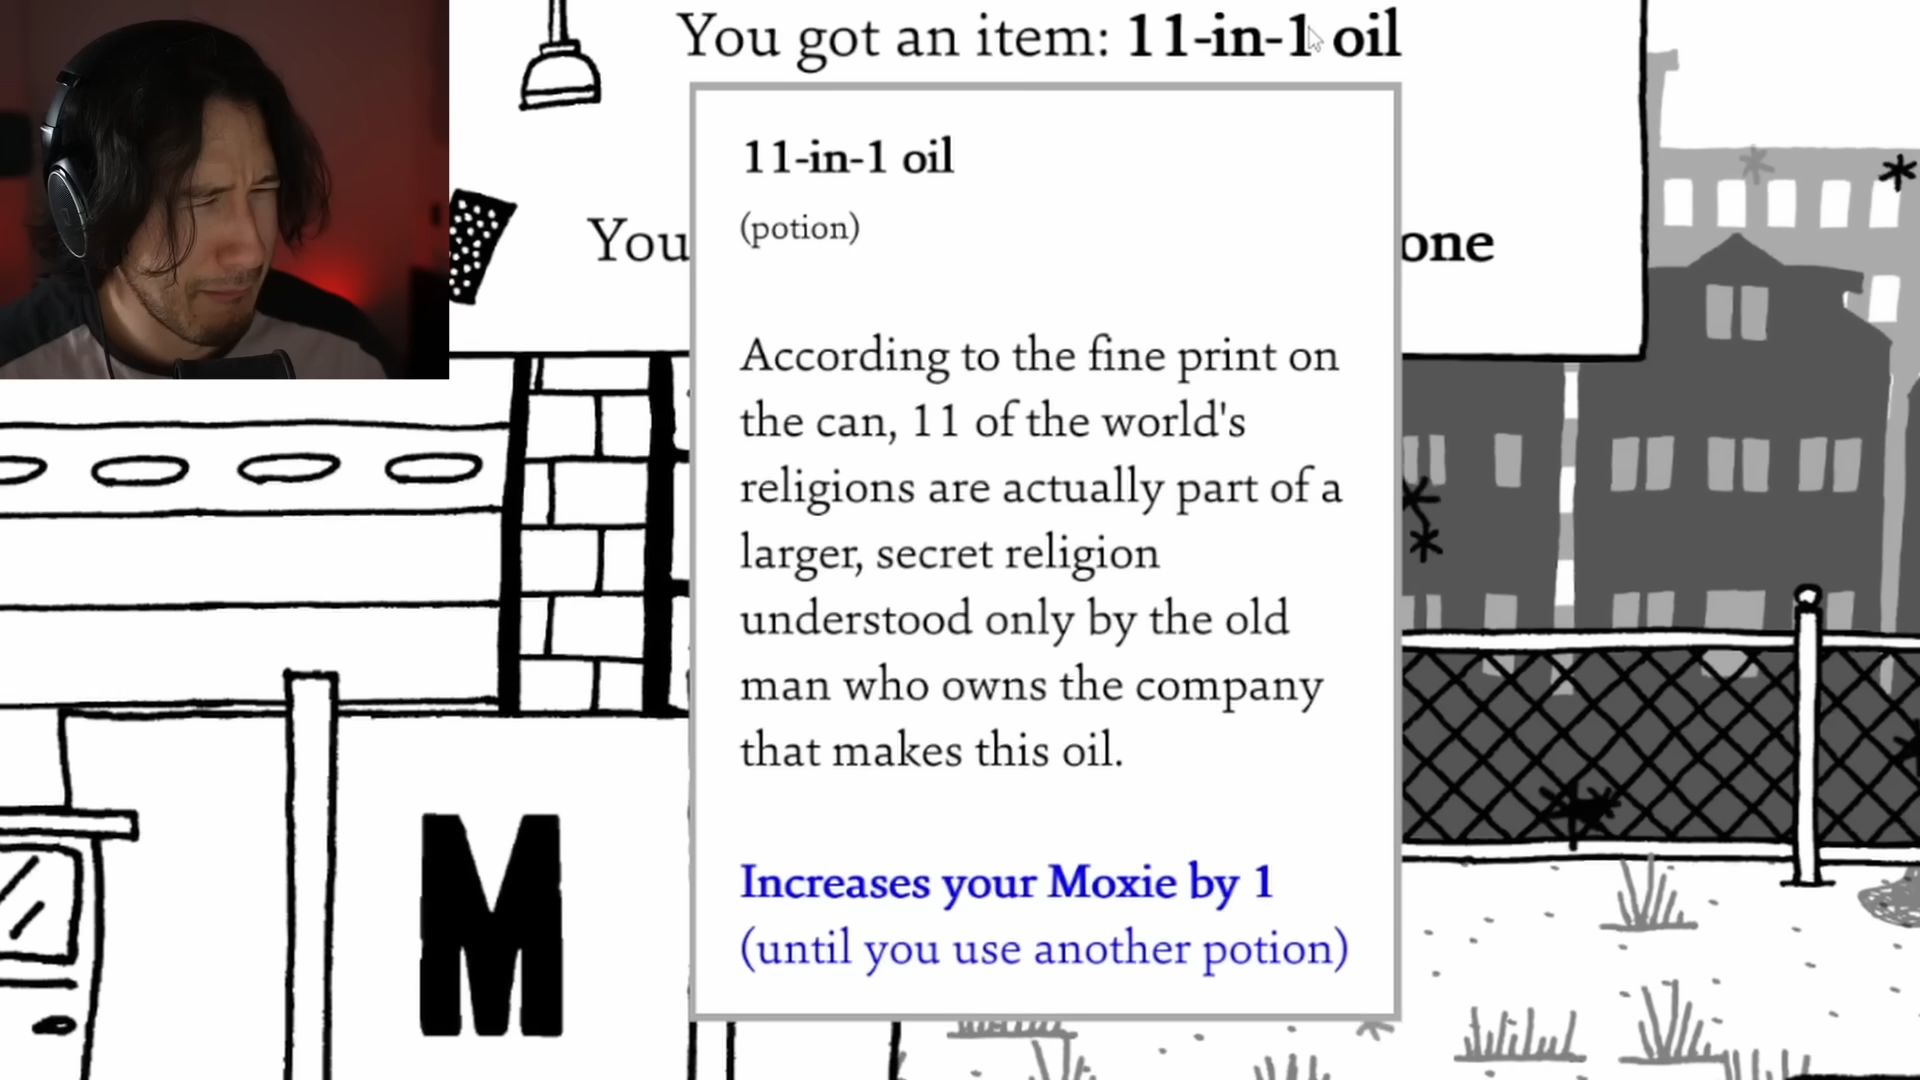 You got an item: 11-in-1 oil
11-in-1 oil
(potion)
You
one
According to the fine print on
the can, 11 of the world's
religions are actually part of a
larger, secret religion
understood only by the old
man who owns the company
that makes this oil.
Increases your Moxie by 1
(until you use another potion)
M